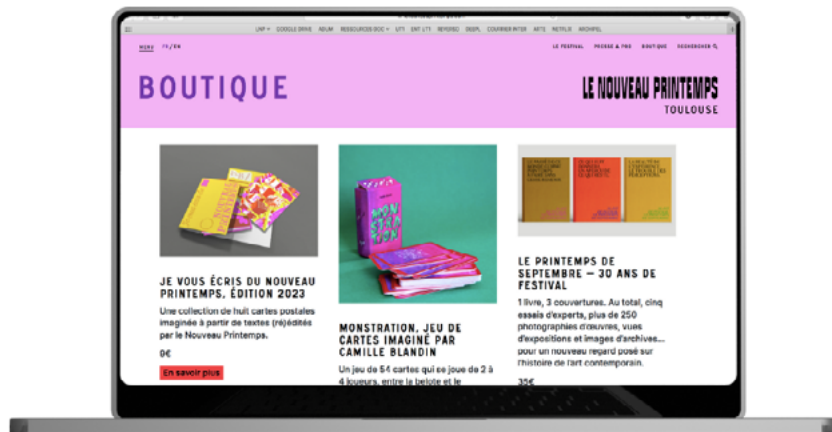 MENU FR/EN
LE FESTIVAL PRESSE & PRO BOUTIQUE RECHERCHER
BOUTIQUE
LE NOUVEAU PRINTEMPS
TOULOUSE
JE VOUS ÉCRIS DU NOUVEAU
PRINTEMPS, ÉDITION 2023
Une collection de huit cartes postales
imaginée à partir de textes (ré)édités
par le Nouveau Printemps.
0€
En savoir plus
MONSTRATION
MONSTRATION, JEU DE
CARTES IMAGINÉ PAR
CAMILLE BLANDIN
Un jeu de 54 cartes qui se joue de 2 à
4 joueurs, entre la belote et le
LE PRINTEMPS DE
SEPTEMBRE – 30 ANS DE
FESTIVAL
1 livre, 3 couvertures. Au total, cinq
essais d'experts, plus de 250
photographies d'œuvres, vues
d'expositions et images d'archives...
pour un nouveau regard posé sur
l'histoire de l'art contemporain.
35€